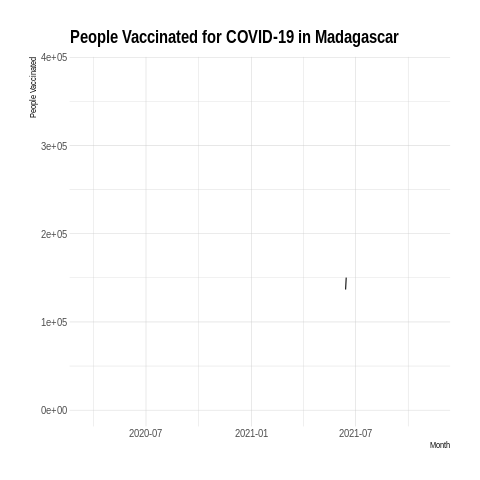 People Vaccinated for COVID-19 in Madagascar
People Vaccinated
4e+05
3e+05
2e+05
1e+05
0e+00
2020-07 2021-01 2021-07
Month